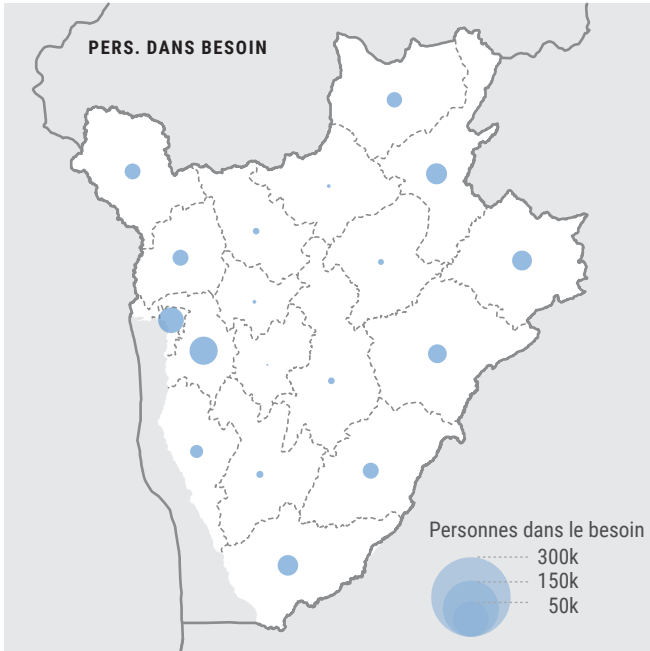 PERS. DANS BESOIN
Personnes dans le besoin
300k
150k
50k